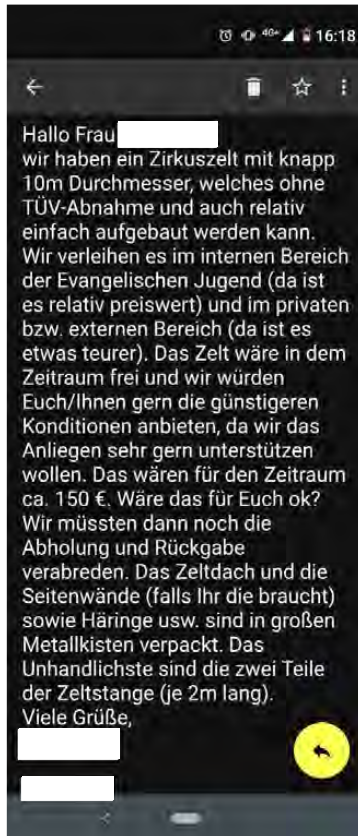 4G+ 16:18
Hallo Frau
wir haben ein Zirkuszelt mit knapp
10m Durchmesser, welches ohne
TÜV-Abnahme und auch relativ
einfach aufgebaut werden kann.
Wir verleihen es im internen Bereich
der Evangelischen Jugend (da ist
es relativ preiswert) und im privaten
bzw. externen Bereich (da ist es
etwas teurer). Das Zelt wäre in dem
Zeitraum frei und wir würden
Euch/Ihnen gern die günstigeren
Konditionen anbieten, da wir das
Anliegen sehr gern unterstützen
wollen. Das wären für den Zeitraum
ca. 150 €. Wäre das für Euch ok?
Wir müssten dann noch die
Abholung und Rückgabe
verabreden. Das Zeltdach und die
Seitenwände (falls Ihr die braucht)
sowie Häringe usw. sind in großen
Metallkisten verpackt. Das
Unhandlichste sind die zwei Teile
der Zeltstange (je 2m lang).
Viele Grüße,